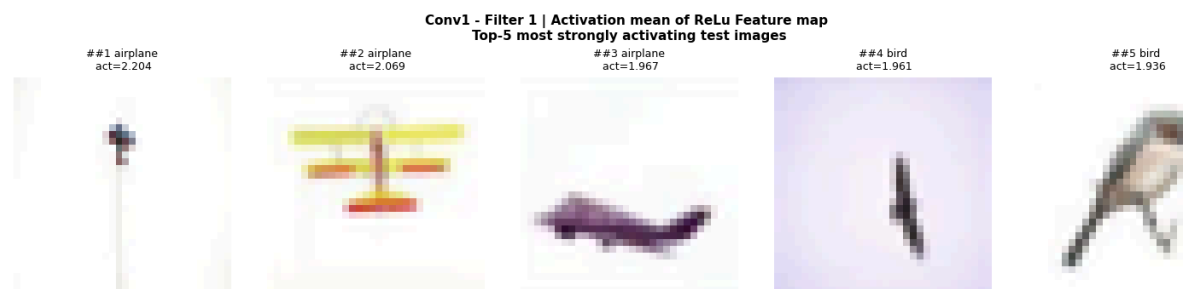 Conv1 - Filter 1 | Activation mean of ReLu Feature map
Top-5 most strongly activating test images
##1 airplane
act=2.204
##2 airplane
act=2.069
##3 airplane
act=1.967
##4 bird
act=1.961
##5 bird
act=1.936